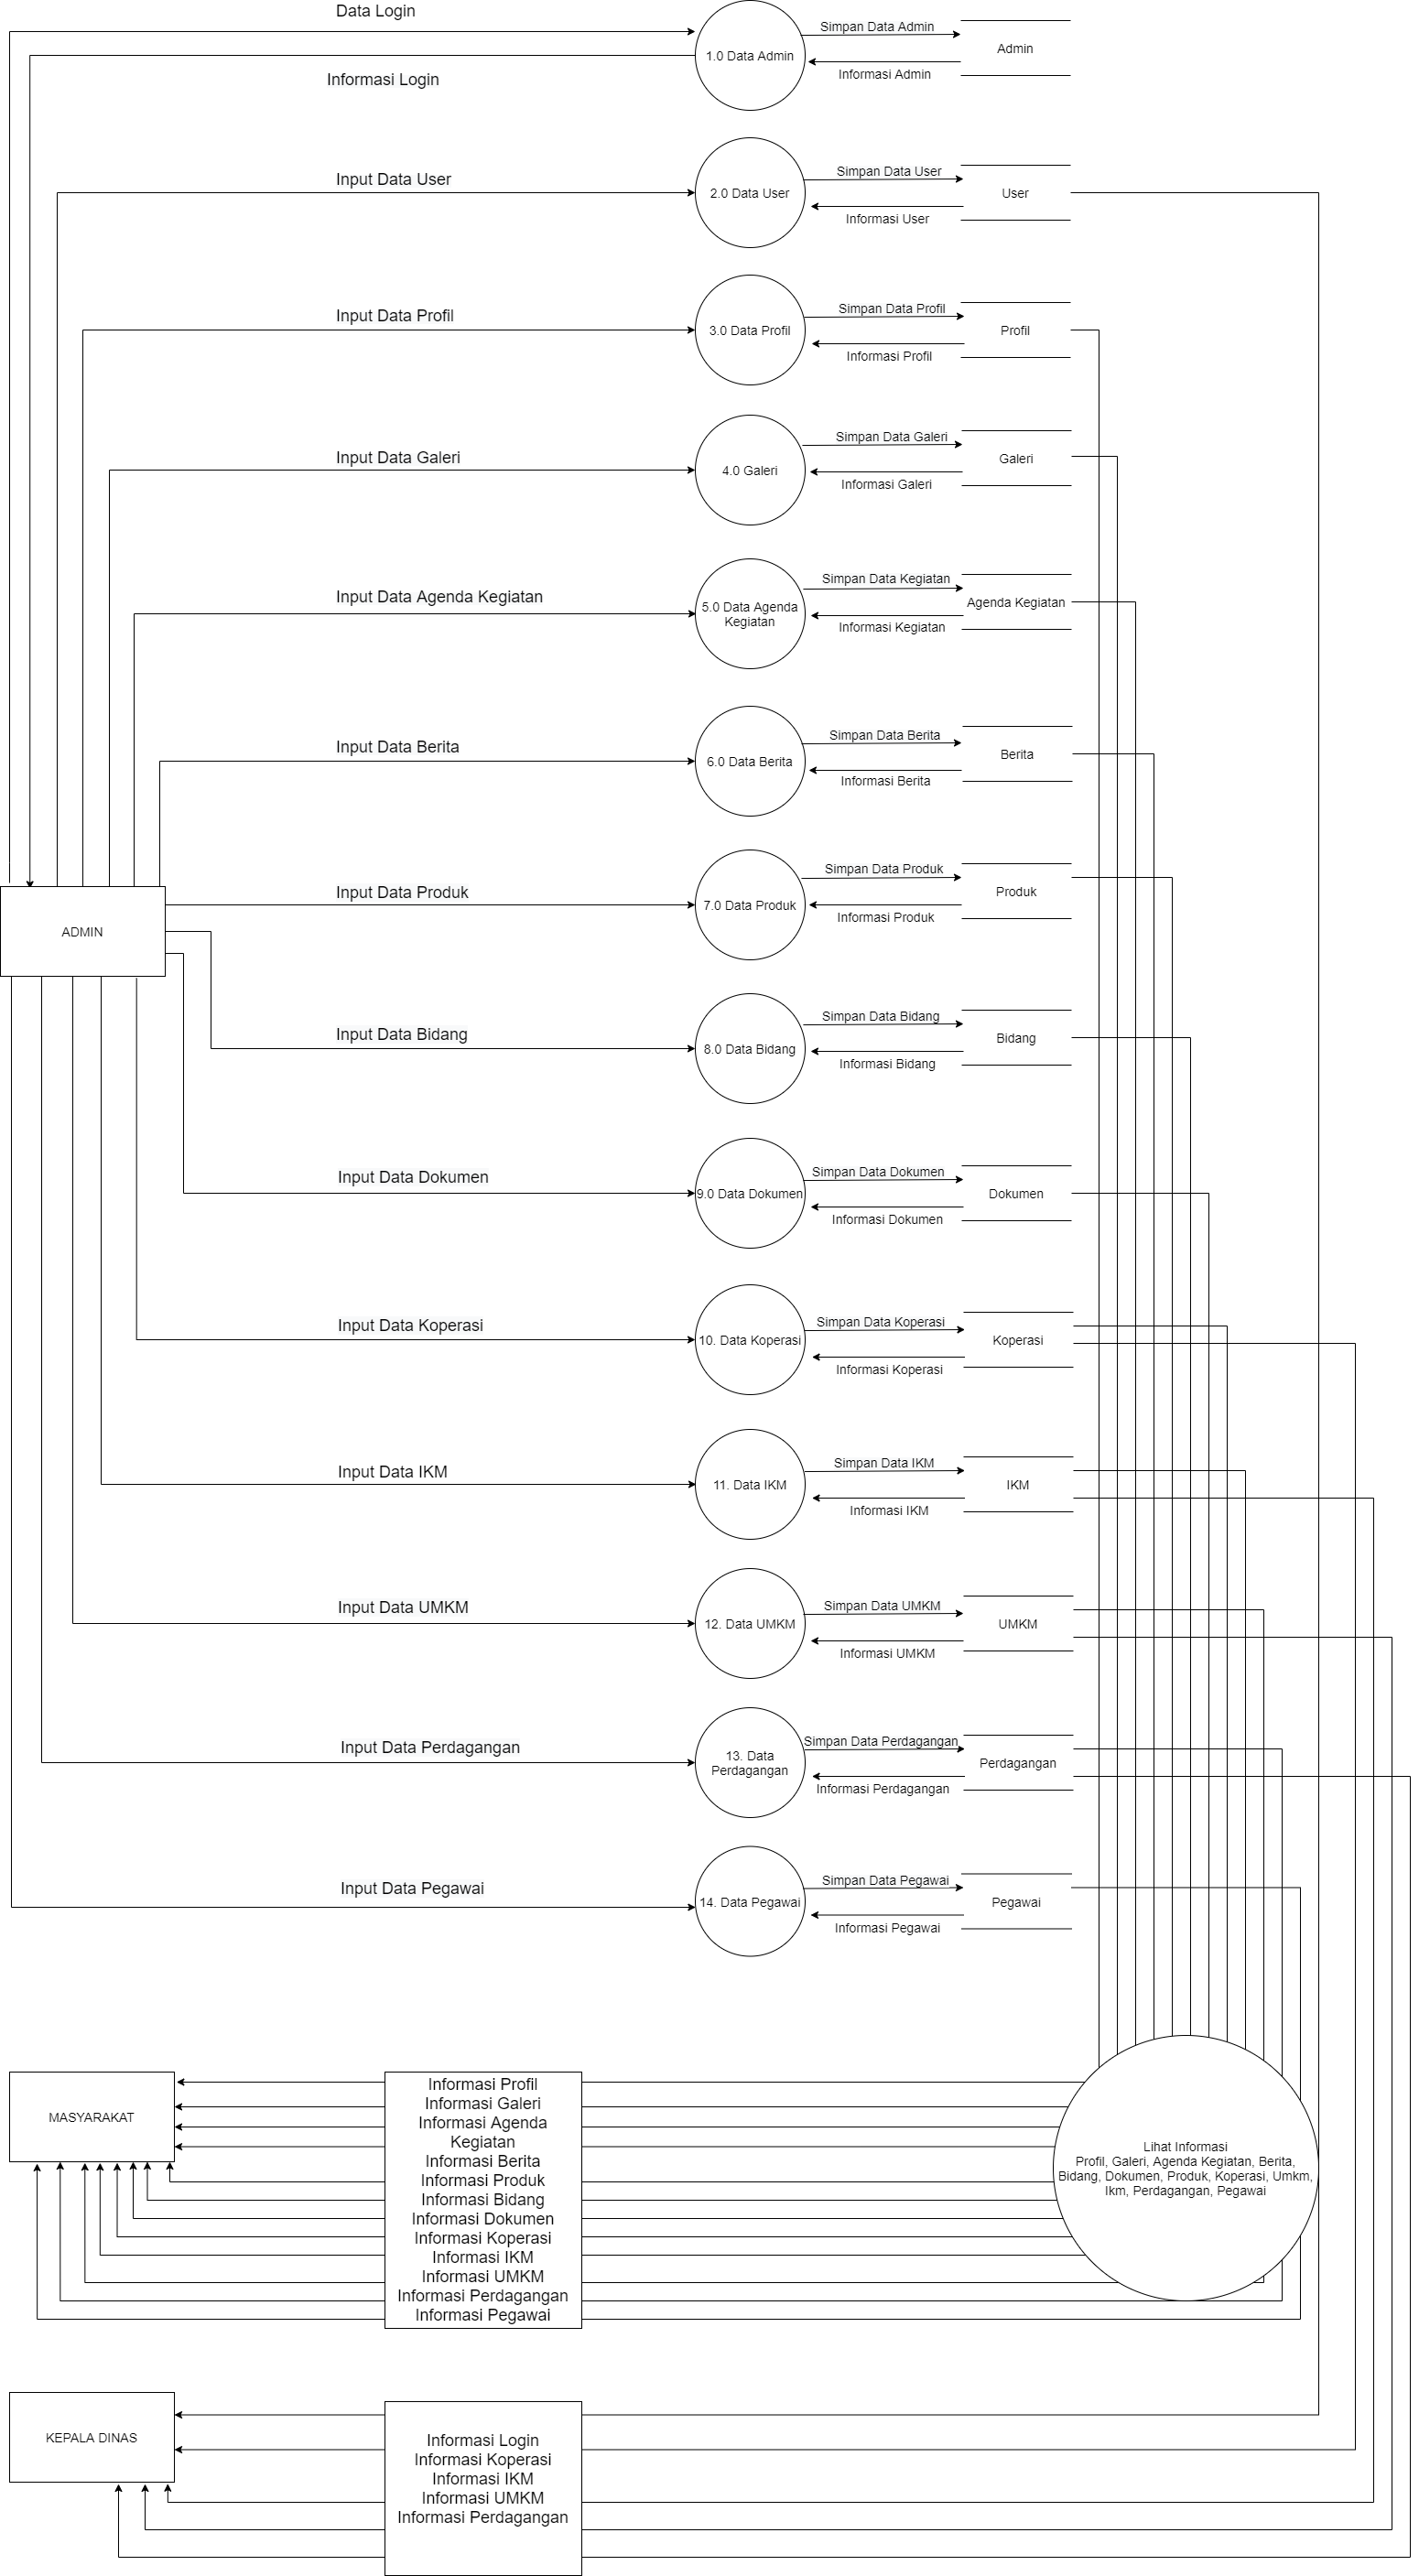 Data Login
Simpan Data Admin
1.0 Data Admin
Admin
Informasi Login
Informasi Admin
Input Data User
Simpan Data User
2.0 Data User
User
Informasi User
Input Data Profil
Simpan Data Profil
3.0 Data Profil
Profil
Informasi Profil
Input Data Galeri
Simpan Data Galeri
4.0 Galeri
Galeri
Informasi Galeri
Input Data Agenda Kegiatan
Simpan Data Kegiatan
5.0 Data Agenda
Kegiatan
Agenda Kegiatan
Informasi Kegiatan
Input Data Berita
Simpan Data Berita
6.0 Data Berita
Berita
Informasi Berita
Input Data Produk
Simpan Data Produk
7.0 Data Produk
Produk
Informasi Produk
ADMIN
Input Data Bidang
Simpan Data Bidang
8.0 Data Bidang
Bidang
Informasi Bidang
Input Data Dokumen
Simpan Data Dokumen
9.0 Data Dokumen
Dokumen
Informasi Dokumen
Input Data Koperasi
Simpan Data Koperasi
10. Data Koperasi
Koperasi
Informasi Koperasi
Input Data IKM
Simpan Data IKM
11. Data IKM
IKM
Informasi IKM
Input Data UMKM
Simpan Data UMKM
12. Data UMKM
UMKM
Informasi UMKM
Input Data Perdagangan
Simpan Data Perdagangan
13. Data
Perdagangan
Perdagangan
Informasi Perdagangan
Input Data Pegawai
Simpan Data Pegawai
14. Data Pegawai
Pegawai
Informasi Pegawai
MASYARAKAT
Informasi Profil
Informasi Galeri
Informasi Agenda
Kegiatan
Informasi Berita
Informasi Produk
Informasi Bidang
Informasi Dokumen
Informasi Koperasi
Informasi IKM
Informasi UMKM
Informasi Perdagangan
Informasi Pegawai
Lihat Informasi
Profil, Galeri, Agenda Kegiatan, Berita,
Bidang, Dokumen, Produk, Koperasi, Umkm,
Ikm, Perdagangan, Pegawai
KEPALA DINAS
Informasi Login
Informasi Koperasi
Informasi IKM
Informasi UMKM
Informasi Perdagangan